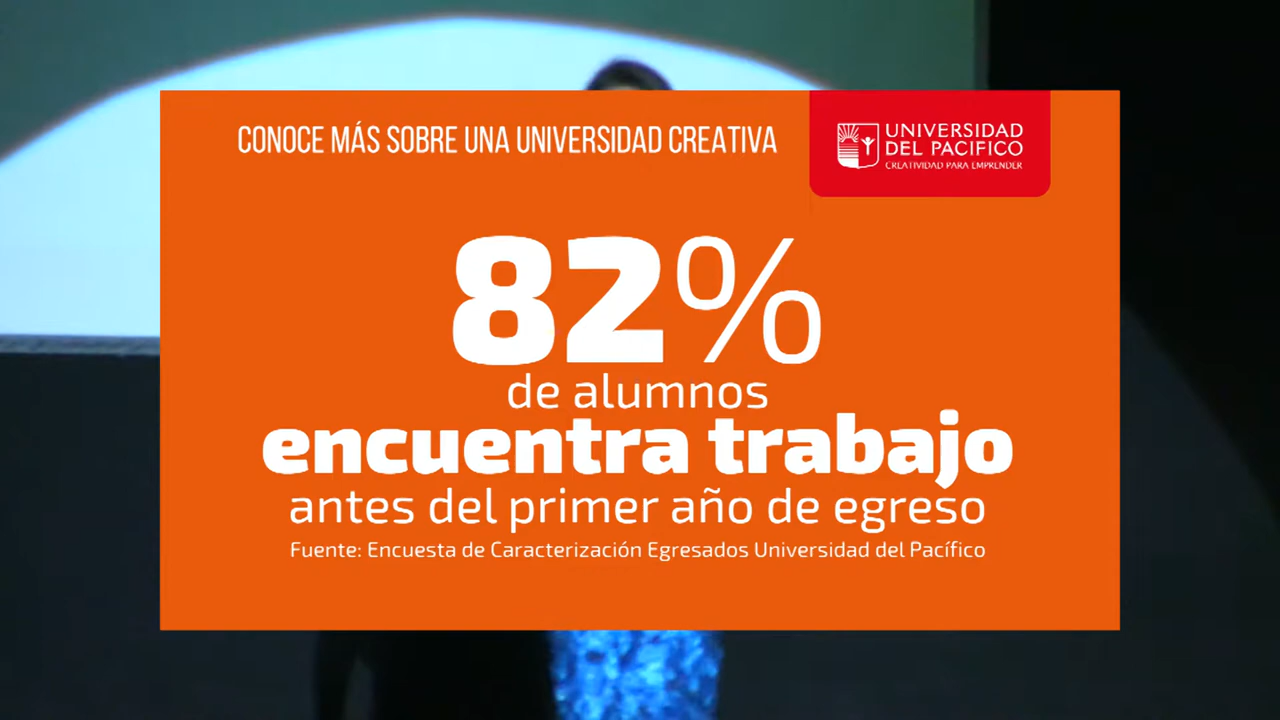 CONOCE MÁS SOBRE UNA UNIVERSIDAD CREATIVA
UNIVERSIDAD
DEL PACIFICO
CREATIVIDAD PARA EMPRENDER
82%
de alumnos
encuentra trabajo
antes del primer año de egreso
Fuente: Encuesta de Caracterización Egresados Universidad del Pacífico